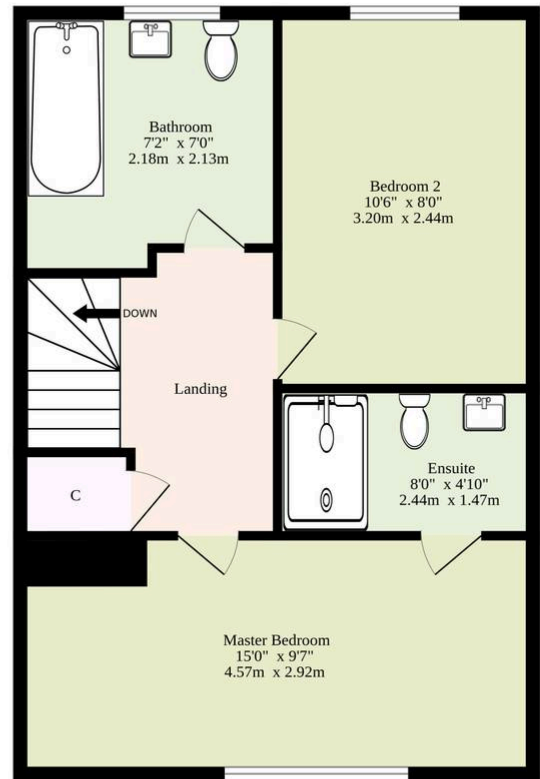 Bathroom
7'2" x 7'0"
2.18m x 2.13m
Bedroom 2
10'6" x 8'0"
3.20m x 2.44m
DOWN
Landing
C
Ensuite
8'0" x 4'10"
2.44m x 1.47m
Master Bedroom
15'0" x 9'7"
4.57m x 2.92m